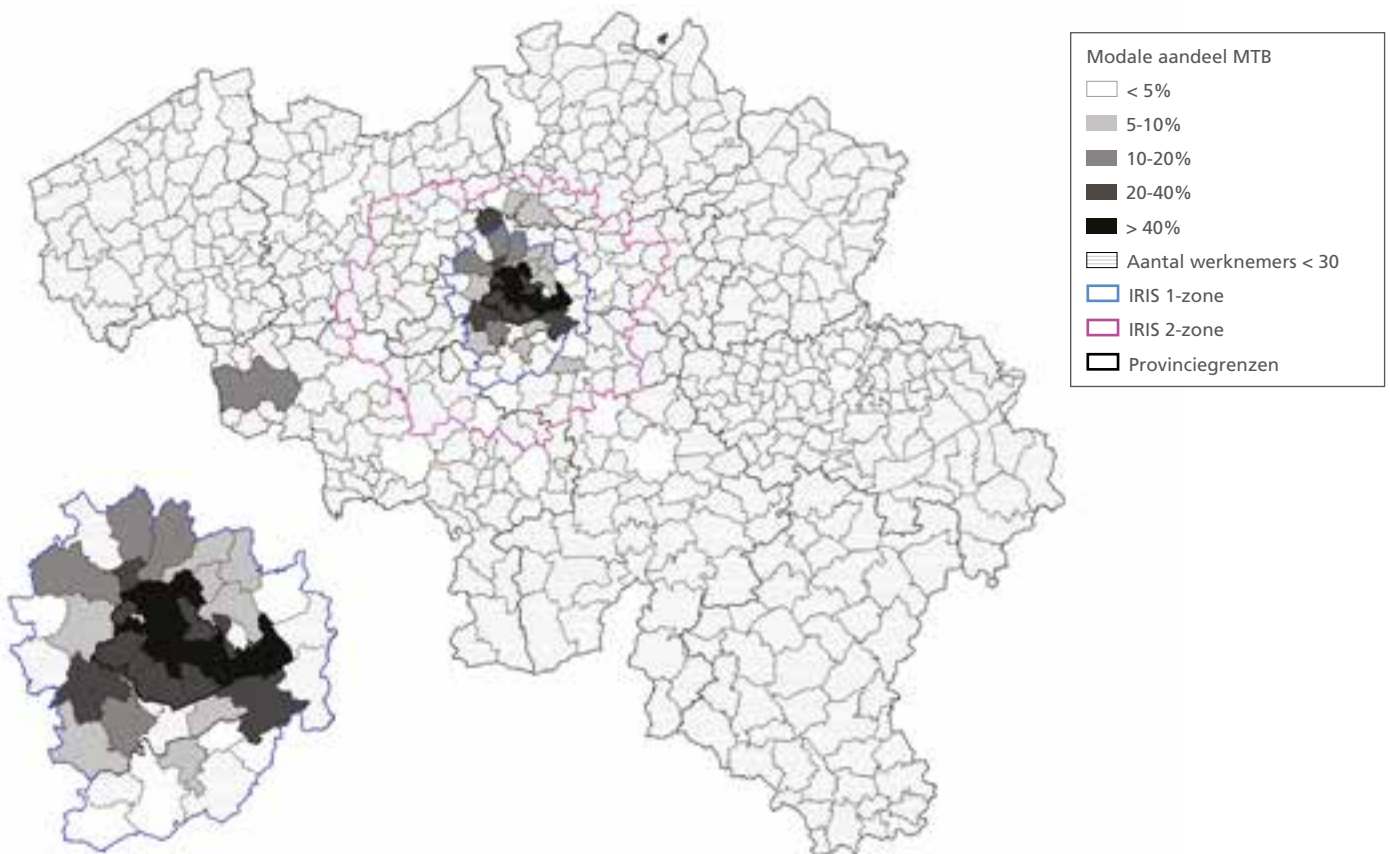 Modale aandeel MTB
< 5%
5-10%
10-20%
20-40%
> 40%
Aantal werknemers < 30
IRIS 1-zone
IRIS 2-zone
Provinciegrenzen